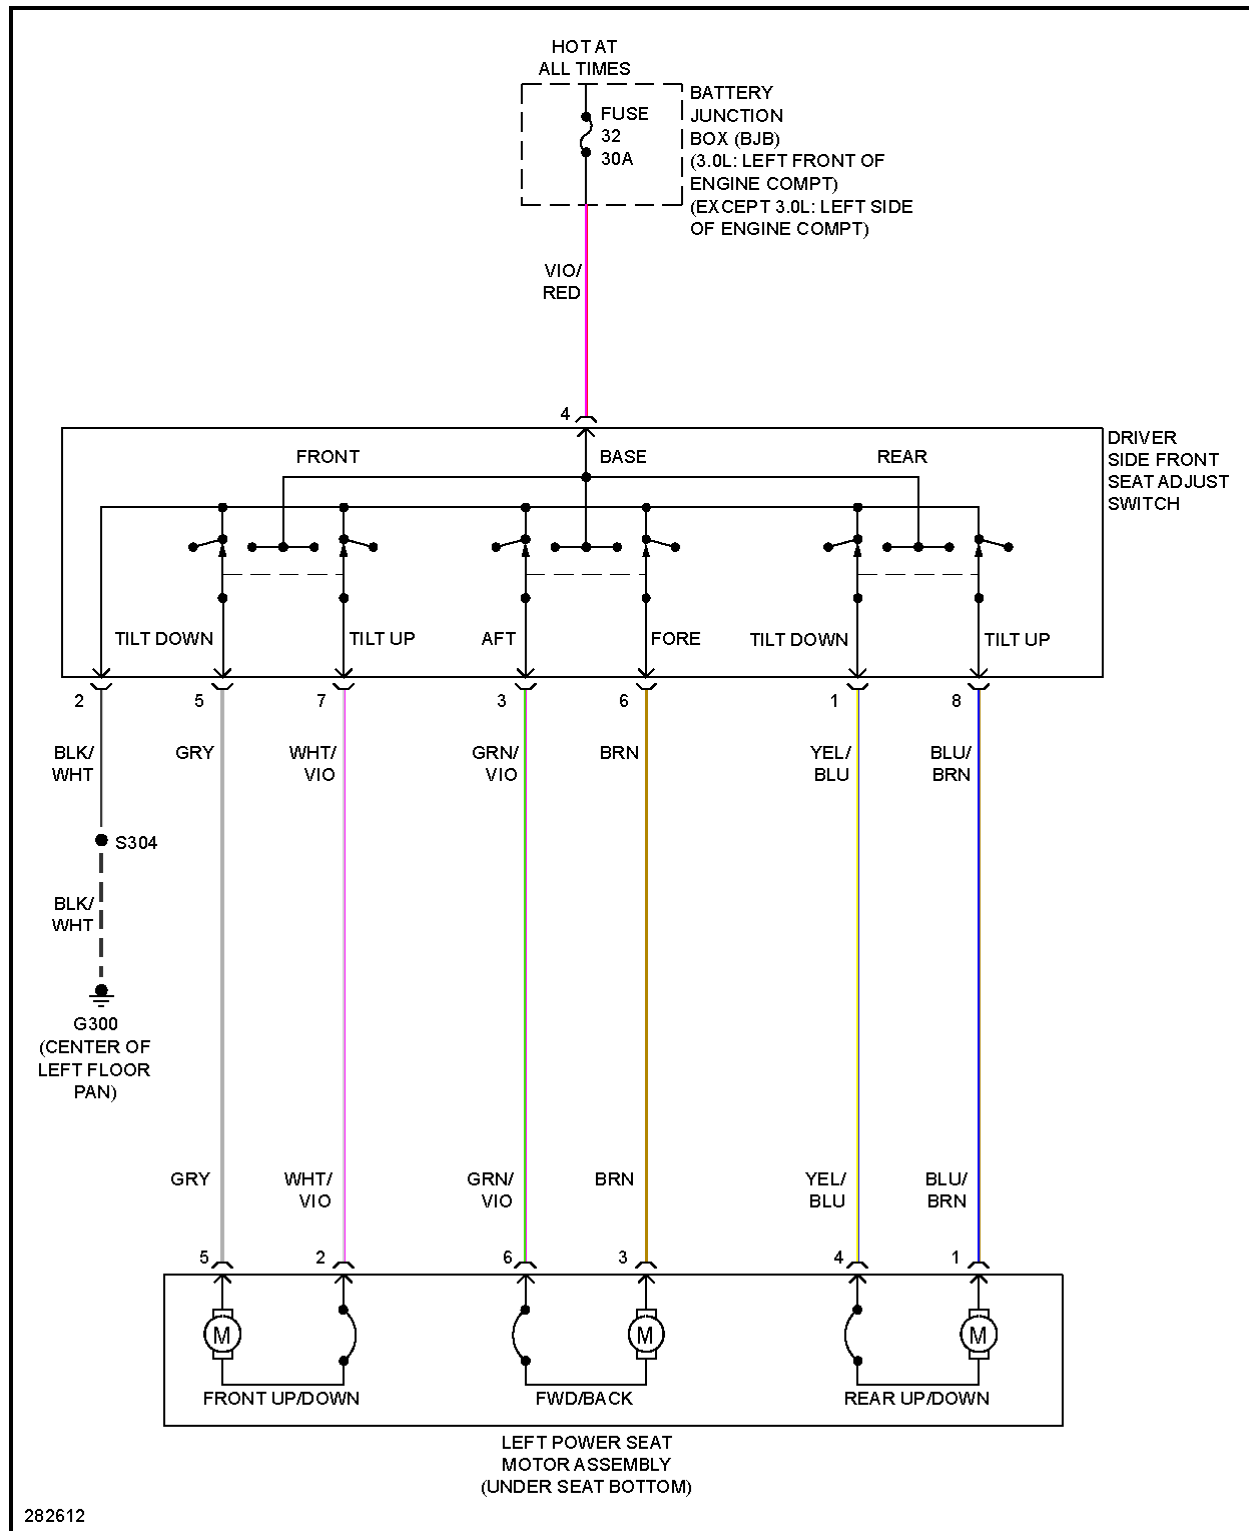 HOT AT
ALL TIMES
FUSE
32
30A
BATTERY
JUNCTION
BOX (BJB)
(3.0L: LEFT FRONT OF
ENGINE COMPT)
(EXCEPT 3.0L: LEFT SIDE
OF ENGINE COMPT)
VIO/
RED
4
DRIVER
SIDE FRONT
SEAT ADJUST
SWITCH
FRONT
BASE
REAR
TILT DOWN
TILT UP
AFT
FORE
TILT DOWN
TILT UP
2
5
7
3
6
1
8
BLK/
WHT
GRY
WHT/
VIO
GRN/
VIO
BRN
YEL/
BLU
BLU/
BRN
S304
BLK/
WHT
G300
(CENTER OF
LEFT FLOOR
PAN)
GRY
WHT/
VIO
GRN/
VIO
BRN
YEL/
BLU
BLU/
BRN
5
2
6
3
4
1
M
M
M
FRONT UP/DOWN
FWD/BACK
REAR UP/DOWN
LEFT POWER SEAT
MOTOR ASSEMBLY
(UNDER SEAT BOTTOM)
282612